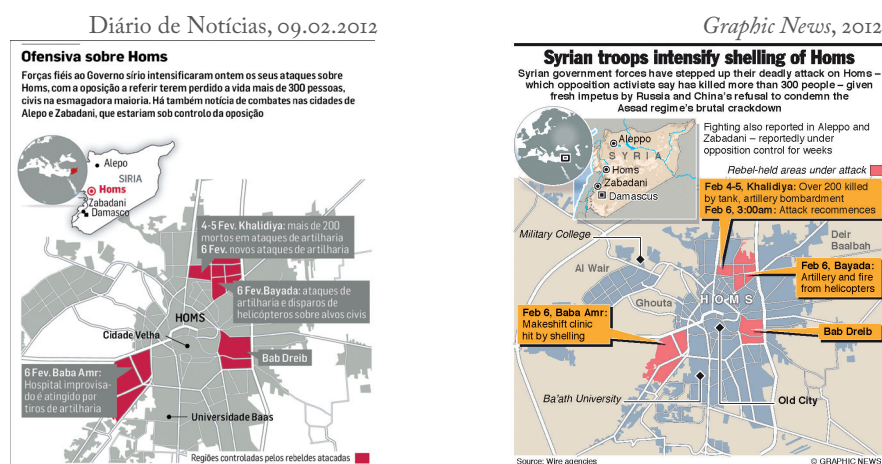 Diário de Notícias, 09.02.2012
Ofensiva sobre Homs
Forças fiéis ao Governo sírio intensificaram ontem os seus ataques sobre
Homs, com a oposição a referir terem perdido a vida mais de 300 pessoas,
civis na esmagadora maioria. Há também notícia de combates nas cidades de
Alepo e Zabadani, que estariam sob controlo da oposição
Alepo
SIRIA
Homs
Zabadani
Damasco
4-5 Fev. Khalidiya: mais de 200
mortos em ataques de artilharia
6 Fev. novos ataques de artilharia
6 Fev.Bayada: ataques de
artilharia e disparos de
helicópteros sobre alvos civis
HOMS
Cidade Velha
Bab Dreib
6 Fev. Baba Amr:
Hospital improvisa-
do é atingido por
tiros de artilharia
Universidade Baas
Regiões controladas pelos rebeldes atacadas
Graphic News, 2012
Syrian troops intensify shelling of Homs
Syrian government forces have stepped up their deadly attack on Homs –
which opposition activists say has killed more than 300 people – given
fresh impetus by Russia and China's refusal to condemn the
Assad regime's brutal crackdown
Aleppo
SYRIA
Homs
Zabadani
Damascus
Fighting also reported in Aleppo and
Zabadani – reportedly under
opposition control for weeks
Rebel-held areas under attack
Feb 4-5, Khalidiya: Over 200 killed
by tank, artillery bombardment
Feb 6, 3:00am: Attack recommences
Military College
Deir
Baalbah
Al Wair
Feb 6, Bayada:
Artillery and fire
from helicopters
Ghouta
HOMS
Feb 6, Baba Amr:
Makeshift clinic
hit by shelling
Bab Dreib
Ba'ath University
Old City
Source: Wire agencies
© GRAPHIC NEWS